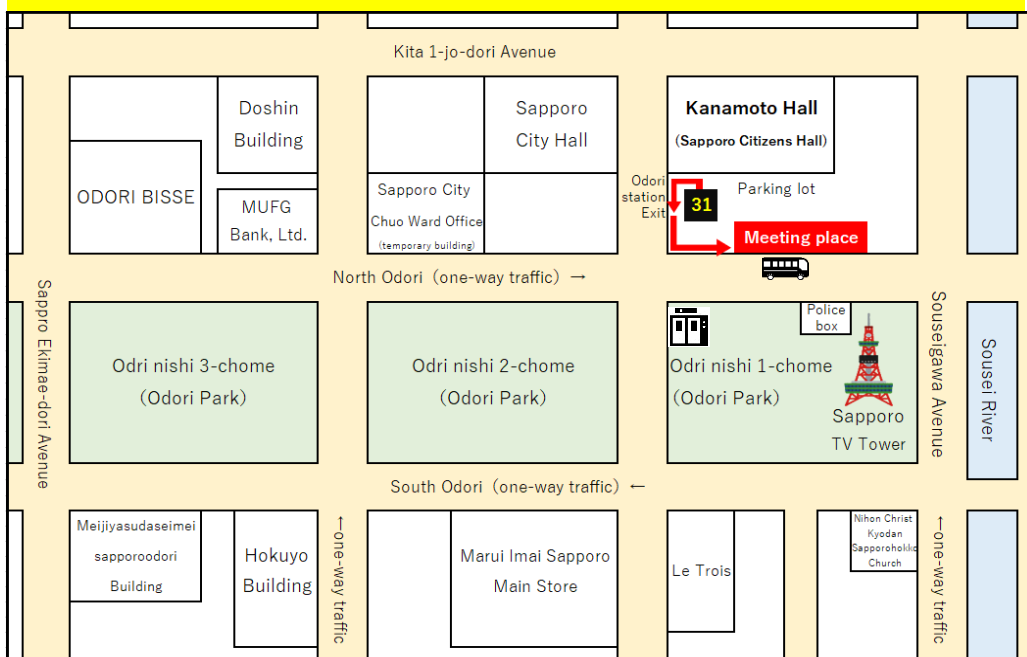 Kita 1-jo-dori Avenue
Doshin
Building
ODORI BISSE
MUFG
Bank, Ltd.
Sapporo
City Hall
Sapporo City
Chuo Ward Office
(temporary building)
Kanamoto Hall
(Sapporo Citizens Hall)
Odori
station
Exit
31
Parking lot
Meeting place
North Odori (one-way traffic) →
Sappro Ekimae-dori Avenue
Odri nishi 3-chome
(Odori Park)
Odri nishi 2-chome
(Odori Park)
Odri nishi 1-chome
(Odori Park)
Police
box
Sapporo
TV Tower
Souseigawa Avenue
Sousei River
South Odori (one-way traffic) ←
Meijiyasudaseimei
sapporoodori
Building
Hokuyo
Building
←one-way traffic
Marui Imai Sapporo
Main Store
Le Trois
Nihon Christ
Kyodan
Sapporohokko
Church
←one-way traffic